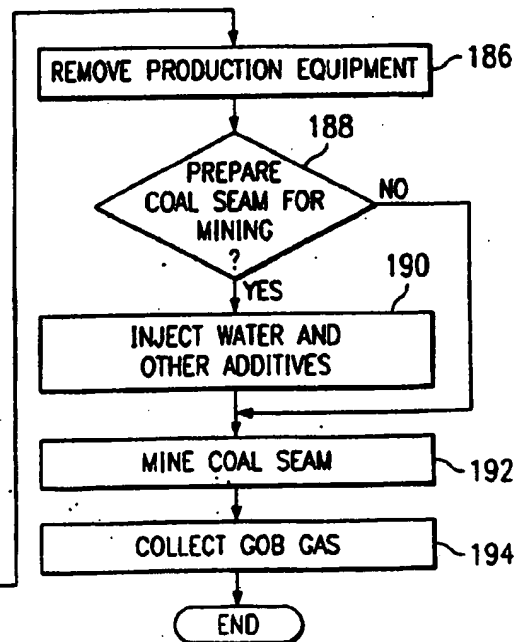 REMOVE PRODUCTION EQUIPMENT
186
188
PREPARE
COAL SEAM FOR
MINING
?
NO
YES
190
INJECT WATER AND
OTHER ADDITIVES
MINE COAL SEAM
192
COLLECT GOB GAS
194
END